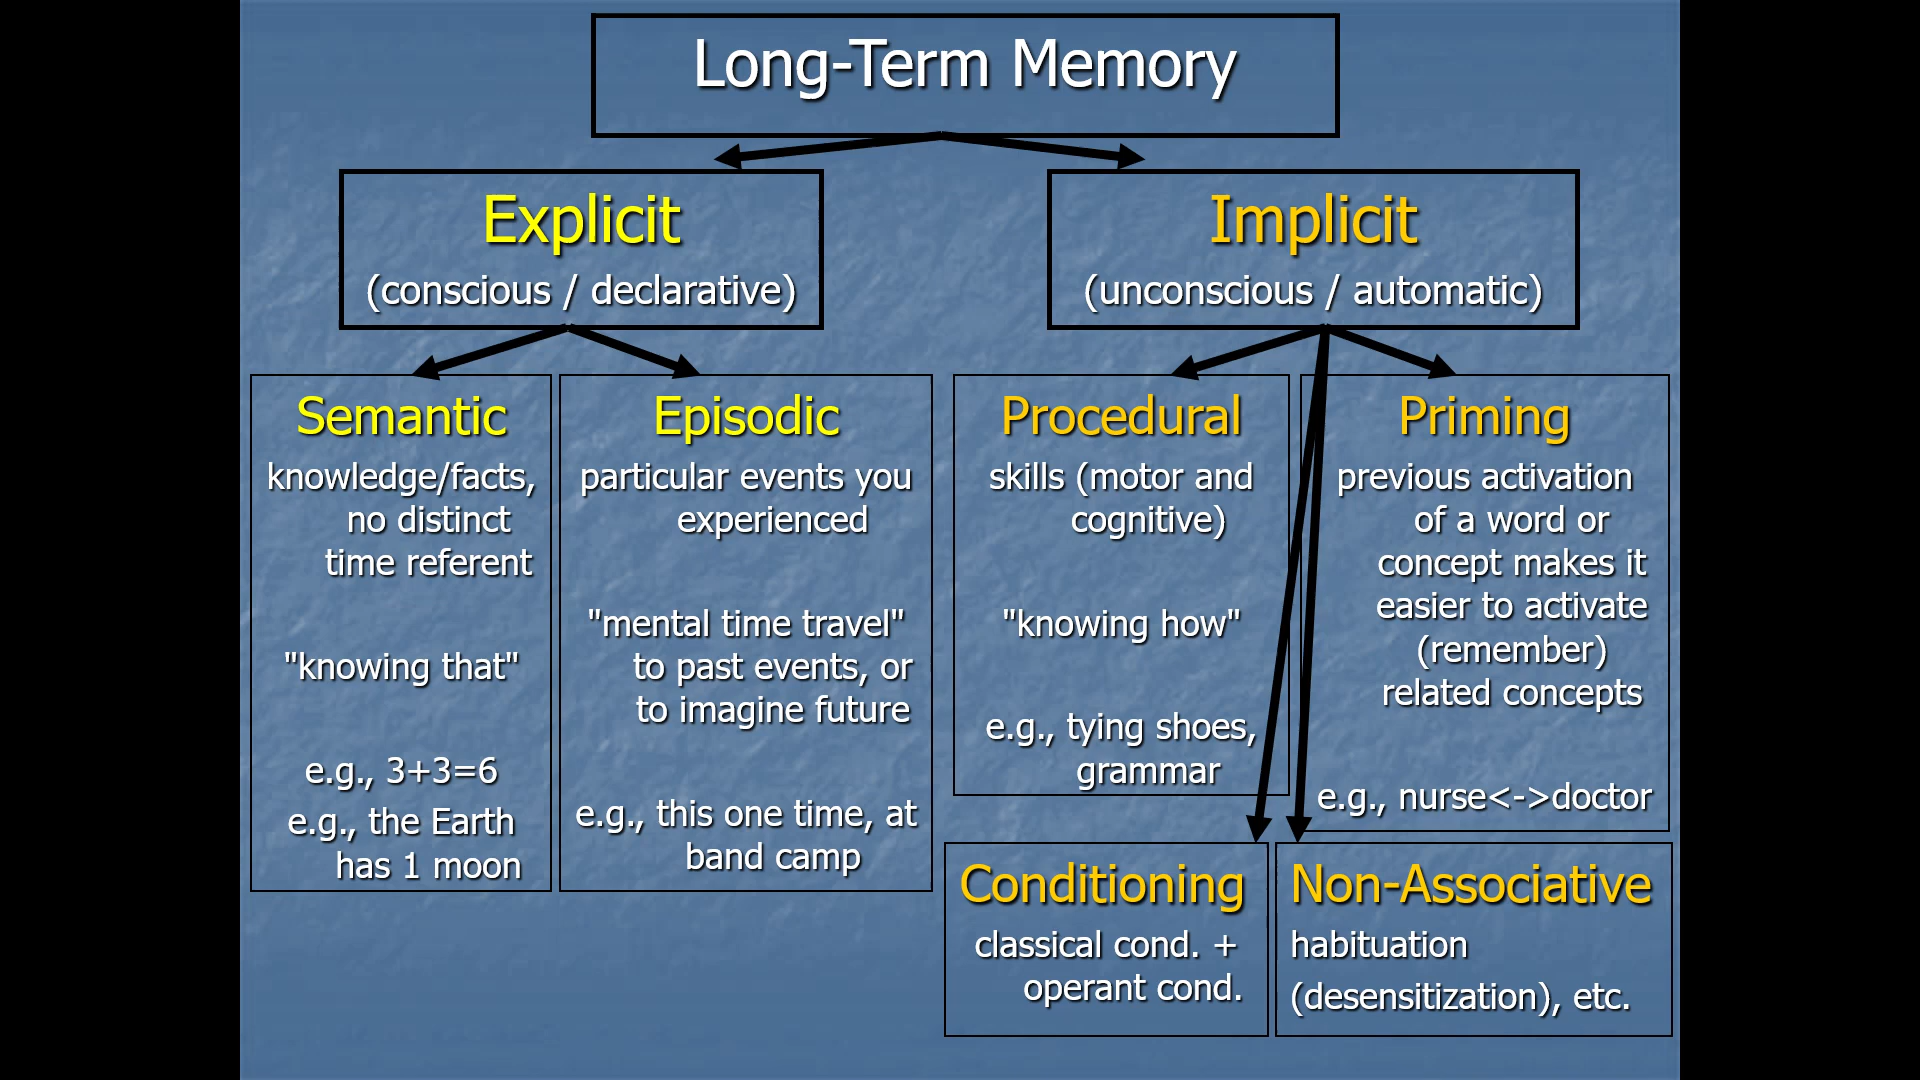 Long-Term Memory
Explicit
(conscious / declarative)
Implicit
(unconscious / automatic)
Semantic
knowledge/facts,
no distinct
time referent
"knowing that"
e.g., 3+3=6
e.g., the Earth
has 1 moon
Episodic
particular events you
experienced
"mental time travel"
to past events, or
to imagine future
e.g., this one time, at
band camp
Procedural
skills (motor and
cognitive)
"knowing how"
e.g., tying shoes,
grammar
Priming
previous activation
of a word or
concept makes it
easier to activate
(remember)
related concepts
e.g., nurse<->doctor
Conditioning
classical cond. +
operant cond.
Non-Associative
habituation
(desensitization), etc.